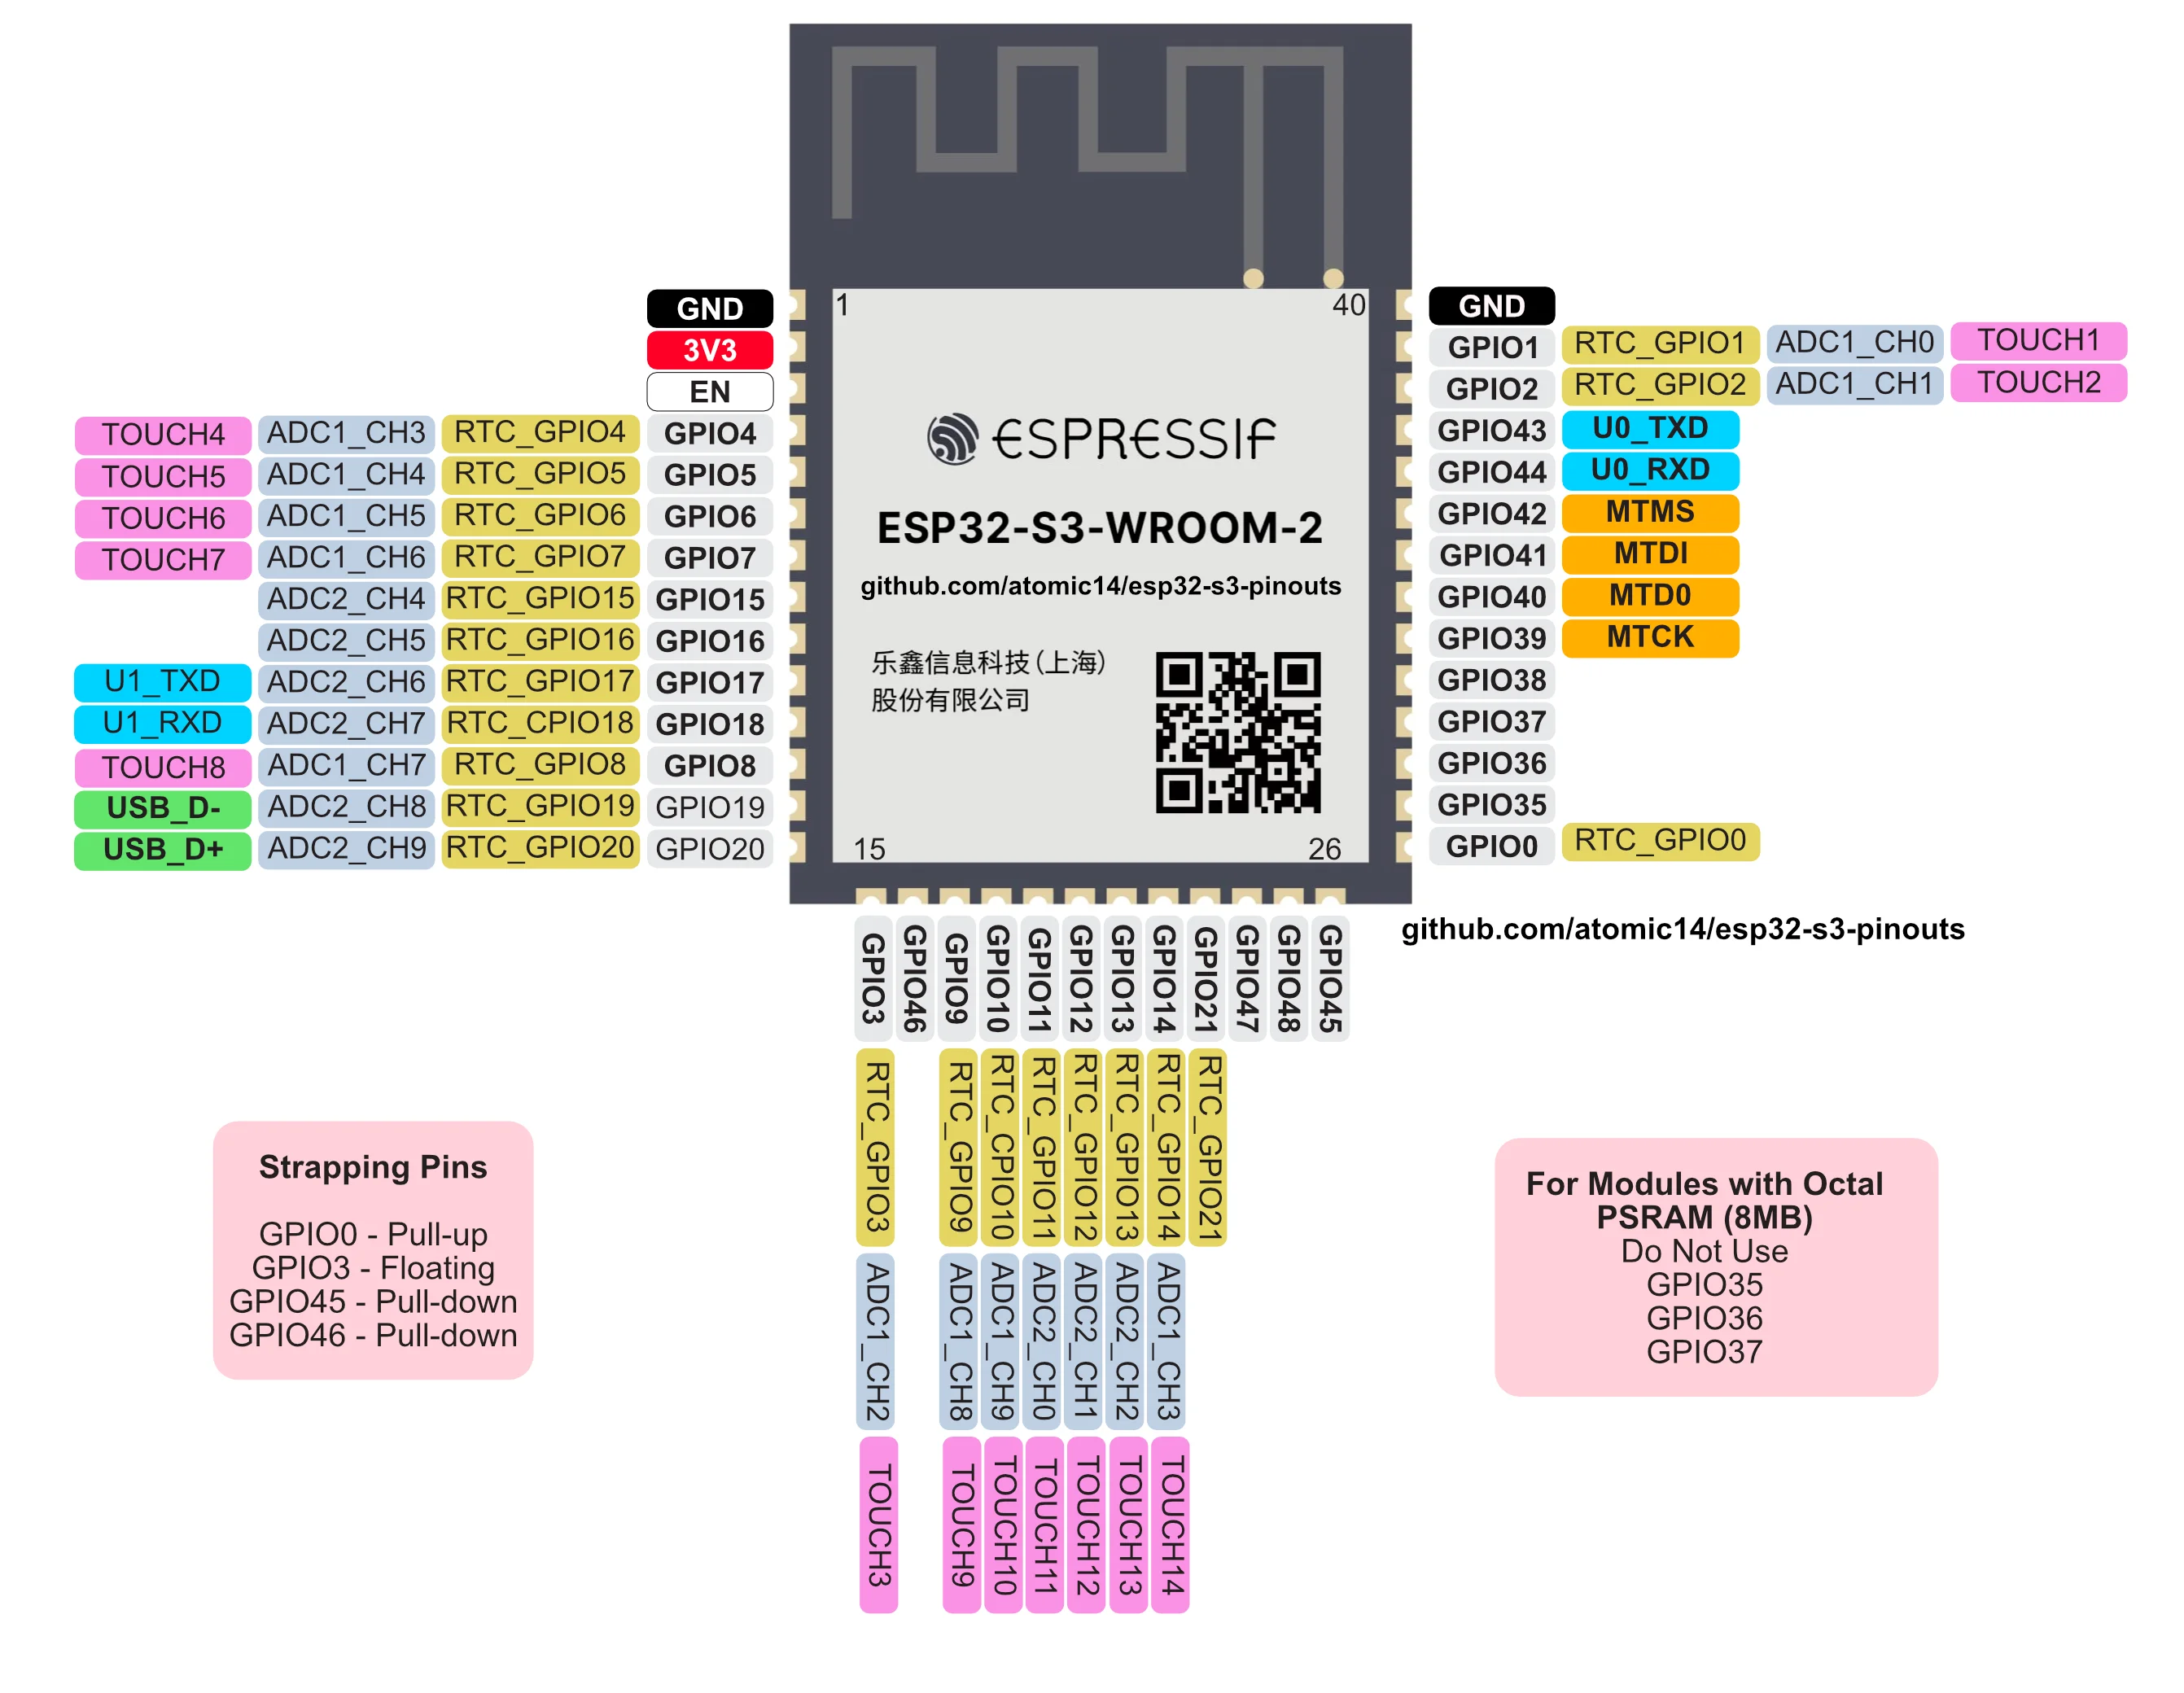 1
40
ESPRESSIF
ESP32-S3-WROOM-2
github.com/atomic14/esp32-s3-pinouts
乐鑫信息科技(上海)
股份有限公司
15
26
GND
3V3
EN
TOUCH4 ADC1_CH3 RTC_GPIO4 GPIO4
TOUCH5 ADC1_CH4 RTC_GPIO5 GPIO5
TOUCH6 ADC1_CH5 RTC_GPIO6 GPIO6
TOUCH7 ADC1_CH6 RTC_GPIO7 GPIO7
ADC2_CH4 RTC_GPIO15 GPIO15
ADC2_CH5 RTC_GPIO16 GPIO16
U1_TXD ADC2_CH6 RTC_GPIO17 GPIO17
U1_RXD ADC2_CH7 RTC_CPIO18 GPIO18
TOUCH8 ADC1_CH7 RTC_GPIO8 GPIO8
USB_D- ADC2_CH8 RTC_GPIO19 GPIO19
USB_D+ ADC2_CH9 RTC_GPIO20 GPIO20
GND
GPIO1 RTC_GPIO1 ADC1_CH0 TOUCH1
GPIO2 RTC_GPIO2 ADC1_CH1 TOUCH2
GPIO43 U0_TXD
GPIO44 U0_RXD
GPIO42 MTMS
GPIO41 MTDI
GPIO40 MTD0
GPIO39 MTCK
GPIO38
GPIO37
GPIO36
GPIO35
GPIO0 RTC_GPIO0
github.com/atomic14/esp32-s3-pinouts
GPIO3 RTC_GPIO3 ADC1_CH2 TOUCH3
GPIO46
GPIO9 RTC_GPIO9 ADC1_CH8 TOUCH9
GPIO10 RTC_CPIO10 ADC1_CH9 TOUCH10
GPIO11 RTC_GPIO11 ADC2_CH0 TOUCH11
GPIO12 RTC_GPIO12 ADC2_CH1 TOUCH12
GPIO13 RTC_GPIO13 ADC2_CH2 TOUCH13
GPIO14 RTC_GPIO14 ADC1_CH3 TOUCH14
GPIO21 RTC_GPIO21
GPIO47
GPIO48
GPIO45
Strapping Pins
GPIO0 - Pull-up
GPIO3 - Floating
GPIO45 - Pull-down
GPIO46 - Pull-down
For Modules with Octal
PSRAM (8MB)
Do Not Use
GPIO35
GPIO36
GPIO37